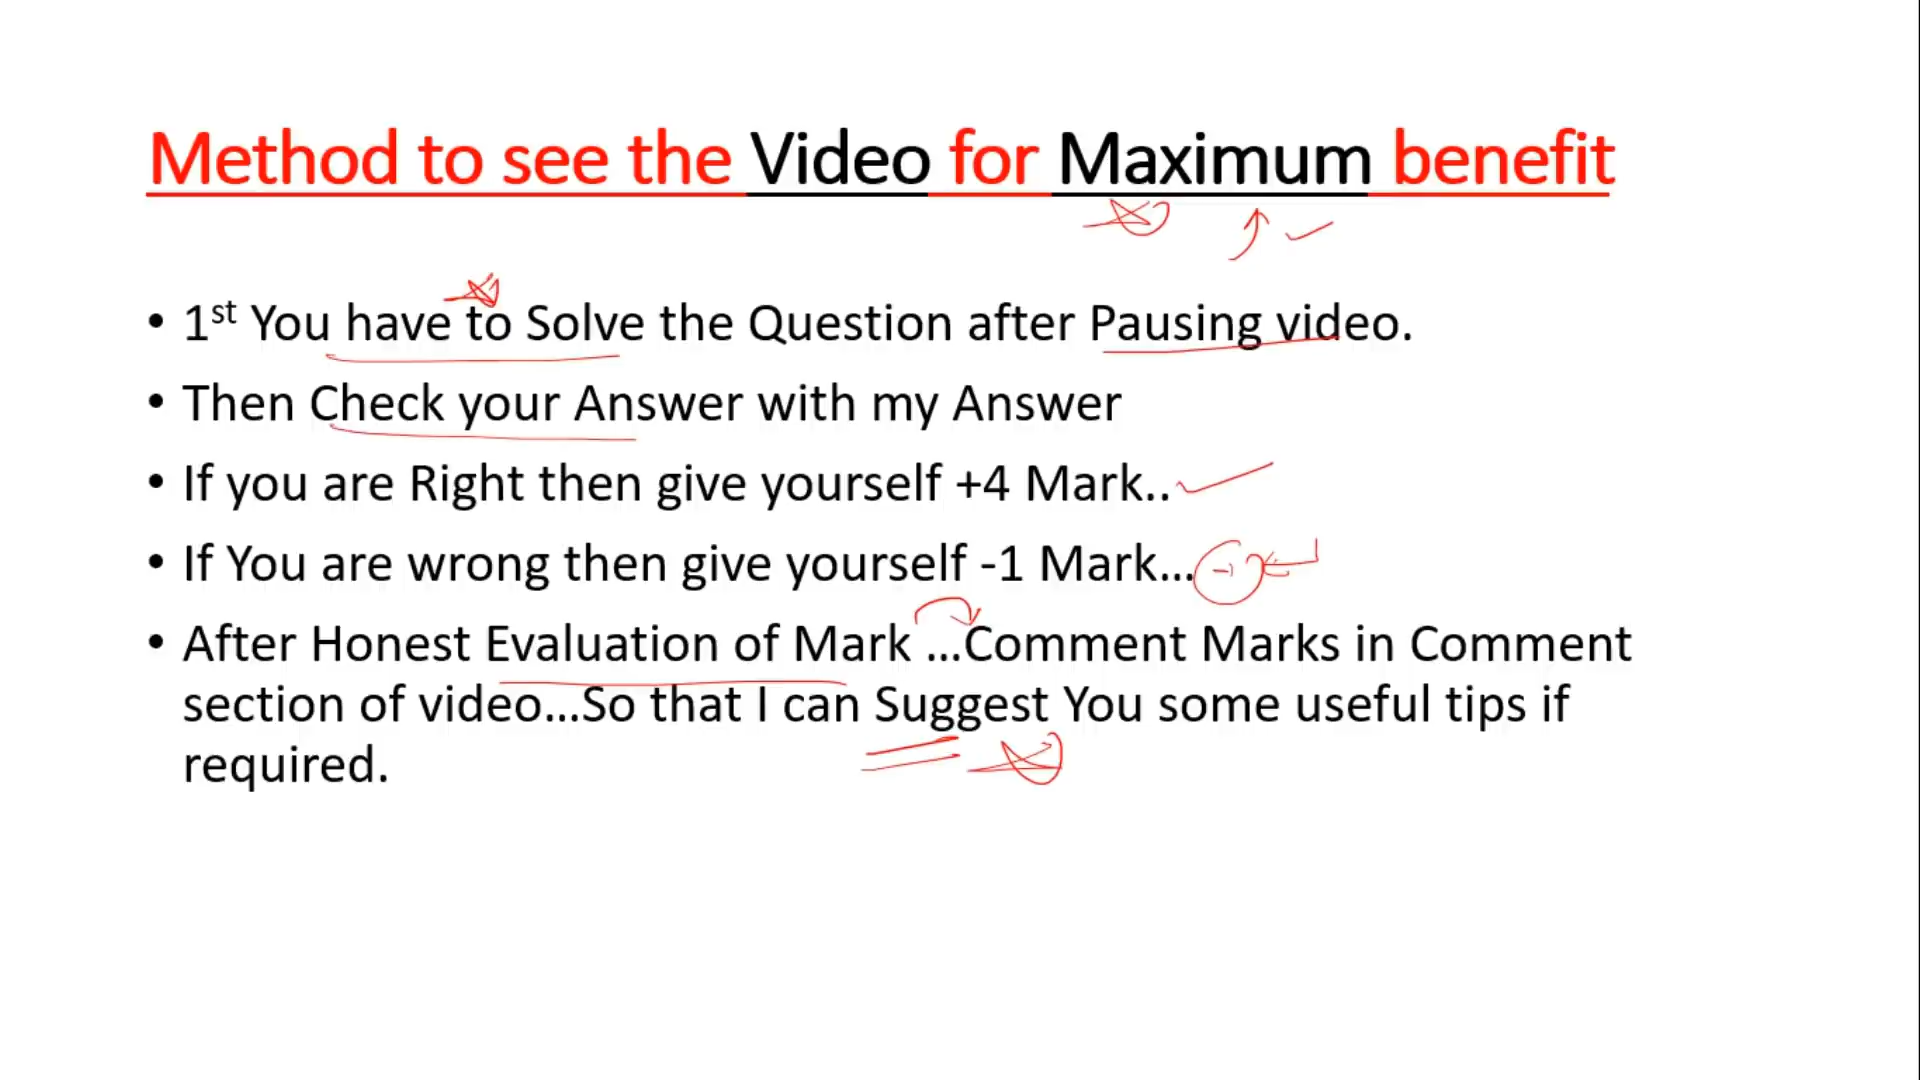 Method to see the Video for Maximum benefit
• 1st You have to Solve the Question after Pausing video.
• Then Check your Answer with my Answer
• If you are Right then give yourself +4 Mark..
• If You are wrong then give yourself -1 Mark...
• After Honest Evaluation of Mark ...Comment Marks in Comment
section of video...So that I can Suggest You some useful tips if
required.